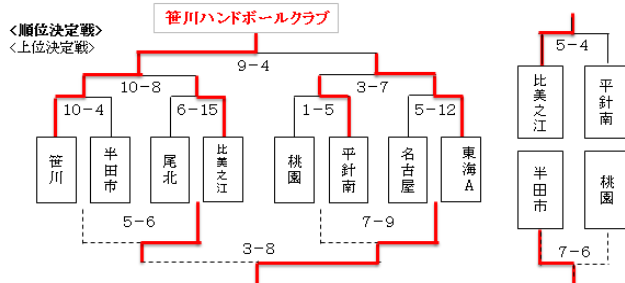 笹川ハンドボールクラブ
<順位決定戦>
<上位決定戦>
9-4
5-4
10-8
3-7
10-4
6-15
1-5
5-12
笹川
半田市
尾北
比美之江
桃園
平針南
名古屋
東海A
比美之江
平針南
半田市
桃園
5-6
7-9
3-8
7-6